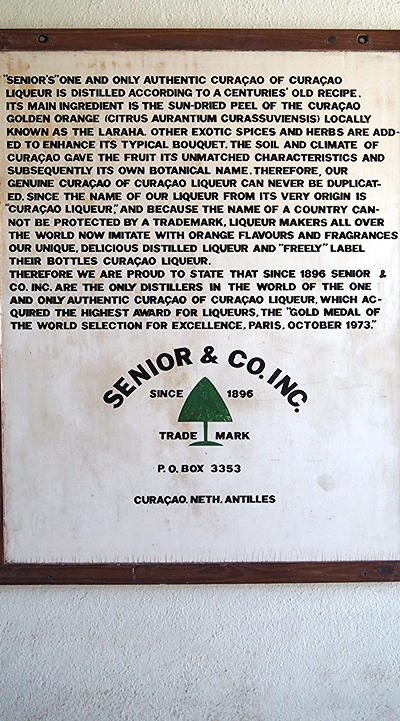 "SENIOR'S" ONE AND ONLY AUTHENTIC CURAÇAO OF CURAÇAO
LIQUEUR IS DISTILLED ACCORDING TO A CENTURIES' OLD RECIPE.
ITS MAIN INGREDIENT IS THE SUN-DRIED PEEL OF THE CURAÇAO
GOLDEN ORANGE (CITRUS AURANTIUM CURASSUVIENSIS) LOCALLY
KNOWN AS THE LARAHA. OTHER EXOTIC SPICES AND HERBS ARE ADD-
ED TO ENHANCE ITS TYPICAL BOUQUET. THE SOIL AND CLIMATE OF
CURAÇAO GAVE THE FRUIT ITS UNMATCHED CHARACTERISTICS AND
SUBSEQUENTLY ITS OWN BOTANICAL NAME. THEREFORE, OUR
GENUINE CURAÇAO OF CURAÇAO LIQUEUR CAN NEVER BE DUPLICAT-
ED. SINCE THE NAME OF OUR LIQUEUR FROM ITS VERY ORIGIN IS
"CURAÇAO LIQUEUR," AND BECAUSE THE NAME OF A COUNTRY CAN-
NOT BE PROTECTED BY A TRADEMARK, LIQUEUR MAKERS ALL OVER
THE WORLD NOW IMITATE WITH ORANGE FLAVOURS AND FRAGRANCES
OUR UNIQUE, DELICIOUS DISTILLED LIQUEUR AND "FREELY" LABEL
THEIR BOTTLES CURAÇAO LIQUEUR.
THEREFORE WE ARE PROUD TO STATE THAT SINCE 1896 SENIOR &
CO. INC. ARE THE ONLY DISTILLERS IN THE WORLD OF THE ONE
AND ONLY AUTHENTIC CURAÇAO OF CURAÇAO LIQUEUR, WHICH AC-
QUIRED THE HIGHEST AWARD FOR LIQUEURS, THE "GOLD MEDAL OF
THE WORLD SELECTION FOR EXCELLENCE, PARIS, OCTOBER 1973."
SENIOR & CO. INC.
SINCE 1896
TRADE MARK
P.O. BOX 3353
CURAÇAO. NETH. ANTILLES